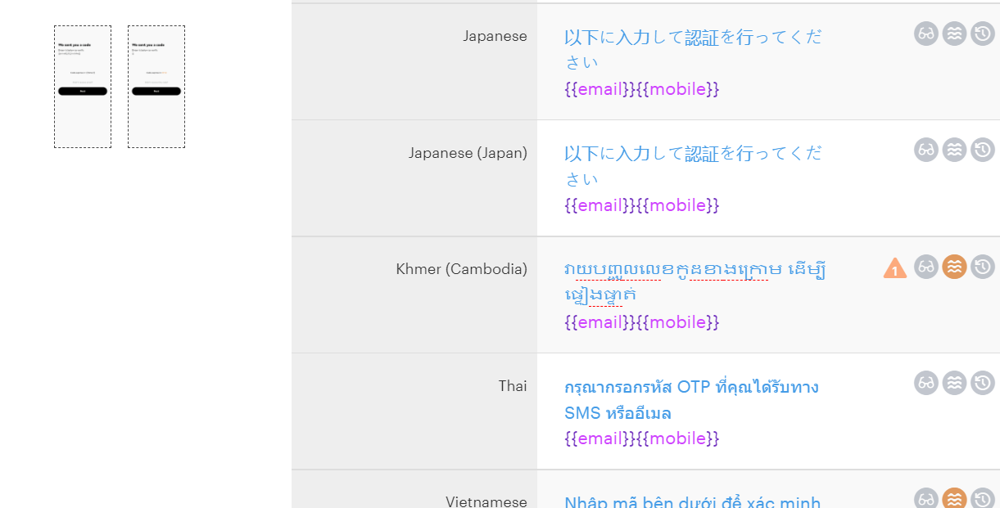 We sent you a code
We sent you a code
Next
Next
Japanese
以下に入力して認証を行ってくだ
さい
{{email}}{{mobile}}
Japanese (Japan)
以下に入力して認証を行ってくだ
さい
{{email}}{{mobile}}
Khmer (Cambodia)
វាយបញ្ចូលលេខកូដខាងក្រោម ដើម្បី
ផ្ទៀងផ្ទាត់
{{email}}{{mobile}}
1
Thai
กรุณากรอกรหัส OTP ที่คุณได้รับทาง
SMS หรืออีเมล
{{email}}{{mobile}}
Vietnamese
Nhập mã bên dưới để xác minh